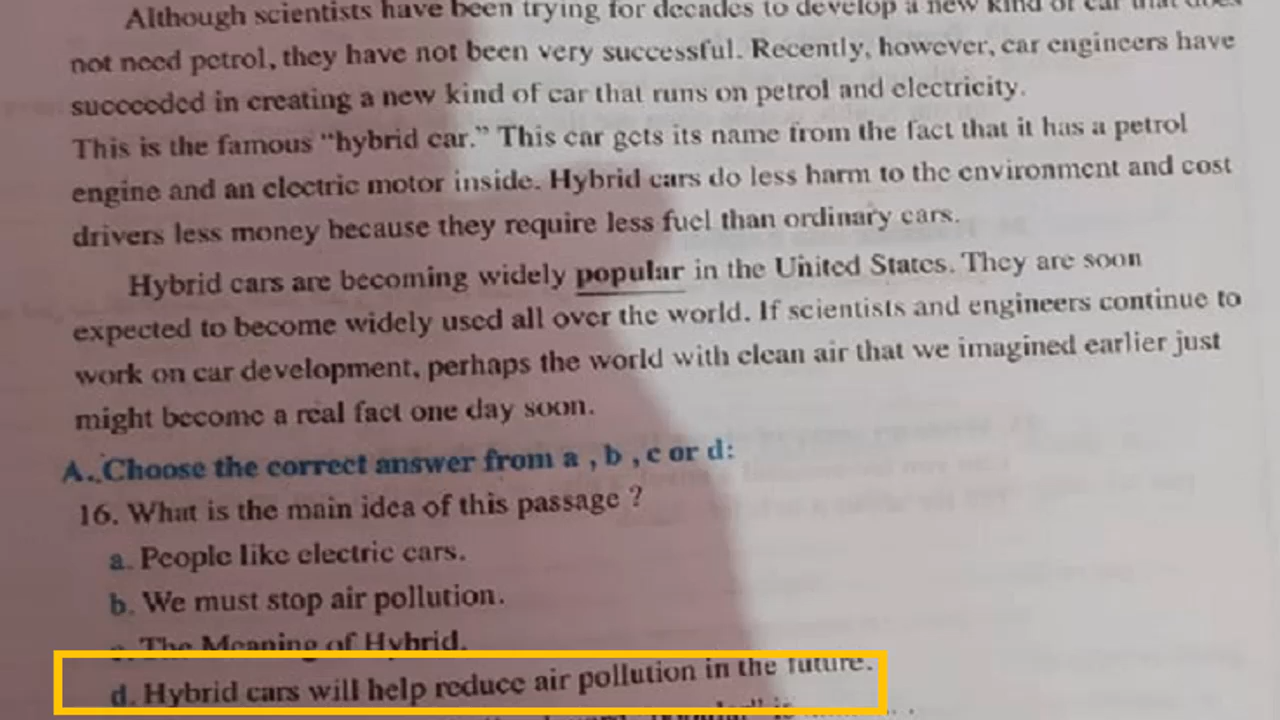 Although scientists have been trying for decades to develop a new kind of car that does
not need petrol, they have not been very successful. Recently, however, car engineers have
succeeded in creating a new kind of car that runs on petrol and electricity.
This is the famous "hybrid car." This car gets its name from the fact that it has a petrol
engine and an electric motor inside. Hybrid cars do less harm to the environment and cost
drivers less money because they require less fuel than ordinary cars.
Hybrid cars are becoming widely popular in the United States. They are soon
expected to become widely used all over the world. If scientists and engineers continue to
work on car development, perhaps the world with clean air that we imagined earlier just
might become a real fact one day soon.
A. Choose the correct answer from a , b , c or d:
16. What is the main idea of this passage ?
a. People like electric cars.
b. We must stop air pollution.
c. The Meaning of Hybrid.
d. Hybrid cars will help reduce air pollution in the future.